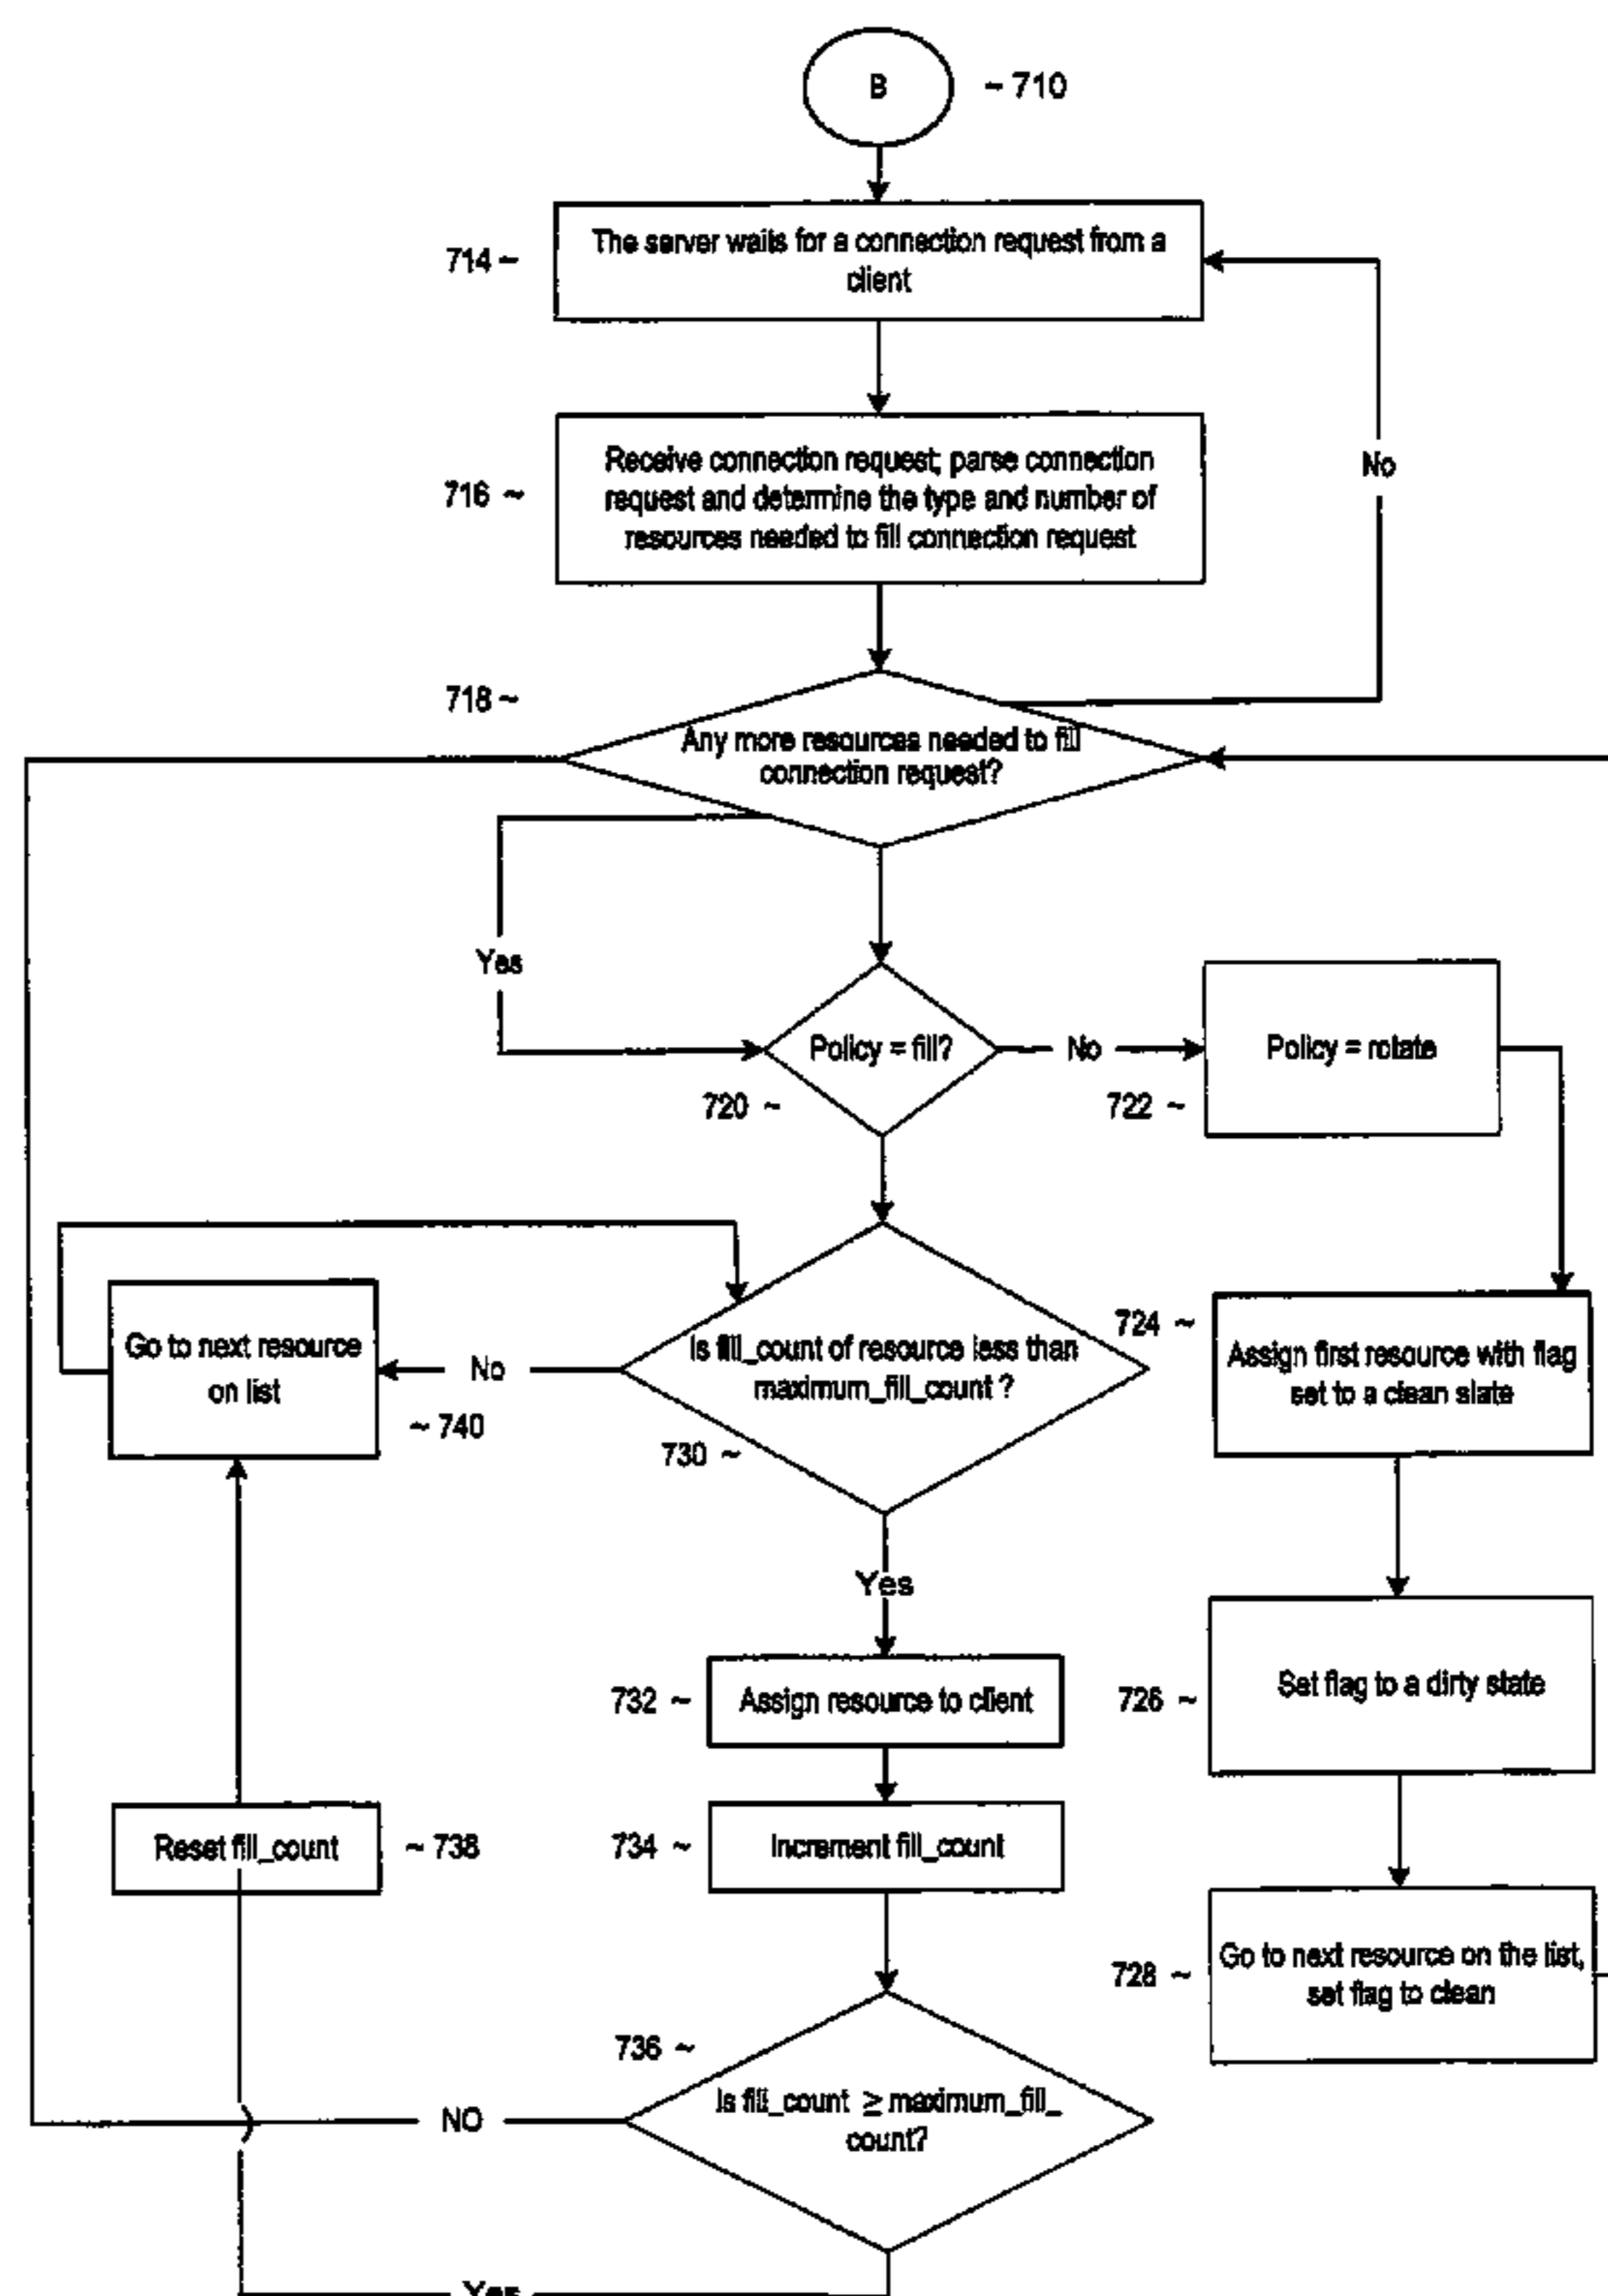 B
~ 710
714 ~
The server waits for a connection request from a
client
716 ~
Receive connection request; parse connection
request and determine the type and number of
resources needed to fill connection request
No
718 ~
Any more resources needed to fill
connection request?
Yes
Policy = fill?
No
Policy = rotate
720 ~
722 ~
Go to next resource
on list
~ 740
No
Is fill_count of resource less than
maximum_fill_count ?
730 ~
724 ~
Assign first resource with flag
set to a clean slate
Yes
732 ~
Assign resource to client
726 ~
Set flag to a dirty state
Reset fill_count
~ 738
734 ~
Increment fill_count
728 ~
Go to next resource on the list,
set flag to clean
736 ~
Is fill_count ≥ maximum_fill_
count?
NO
Yes